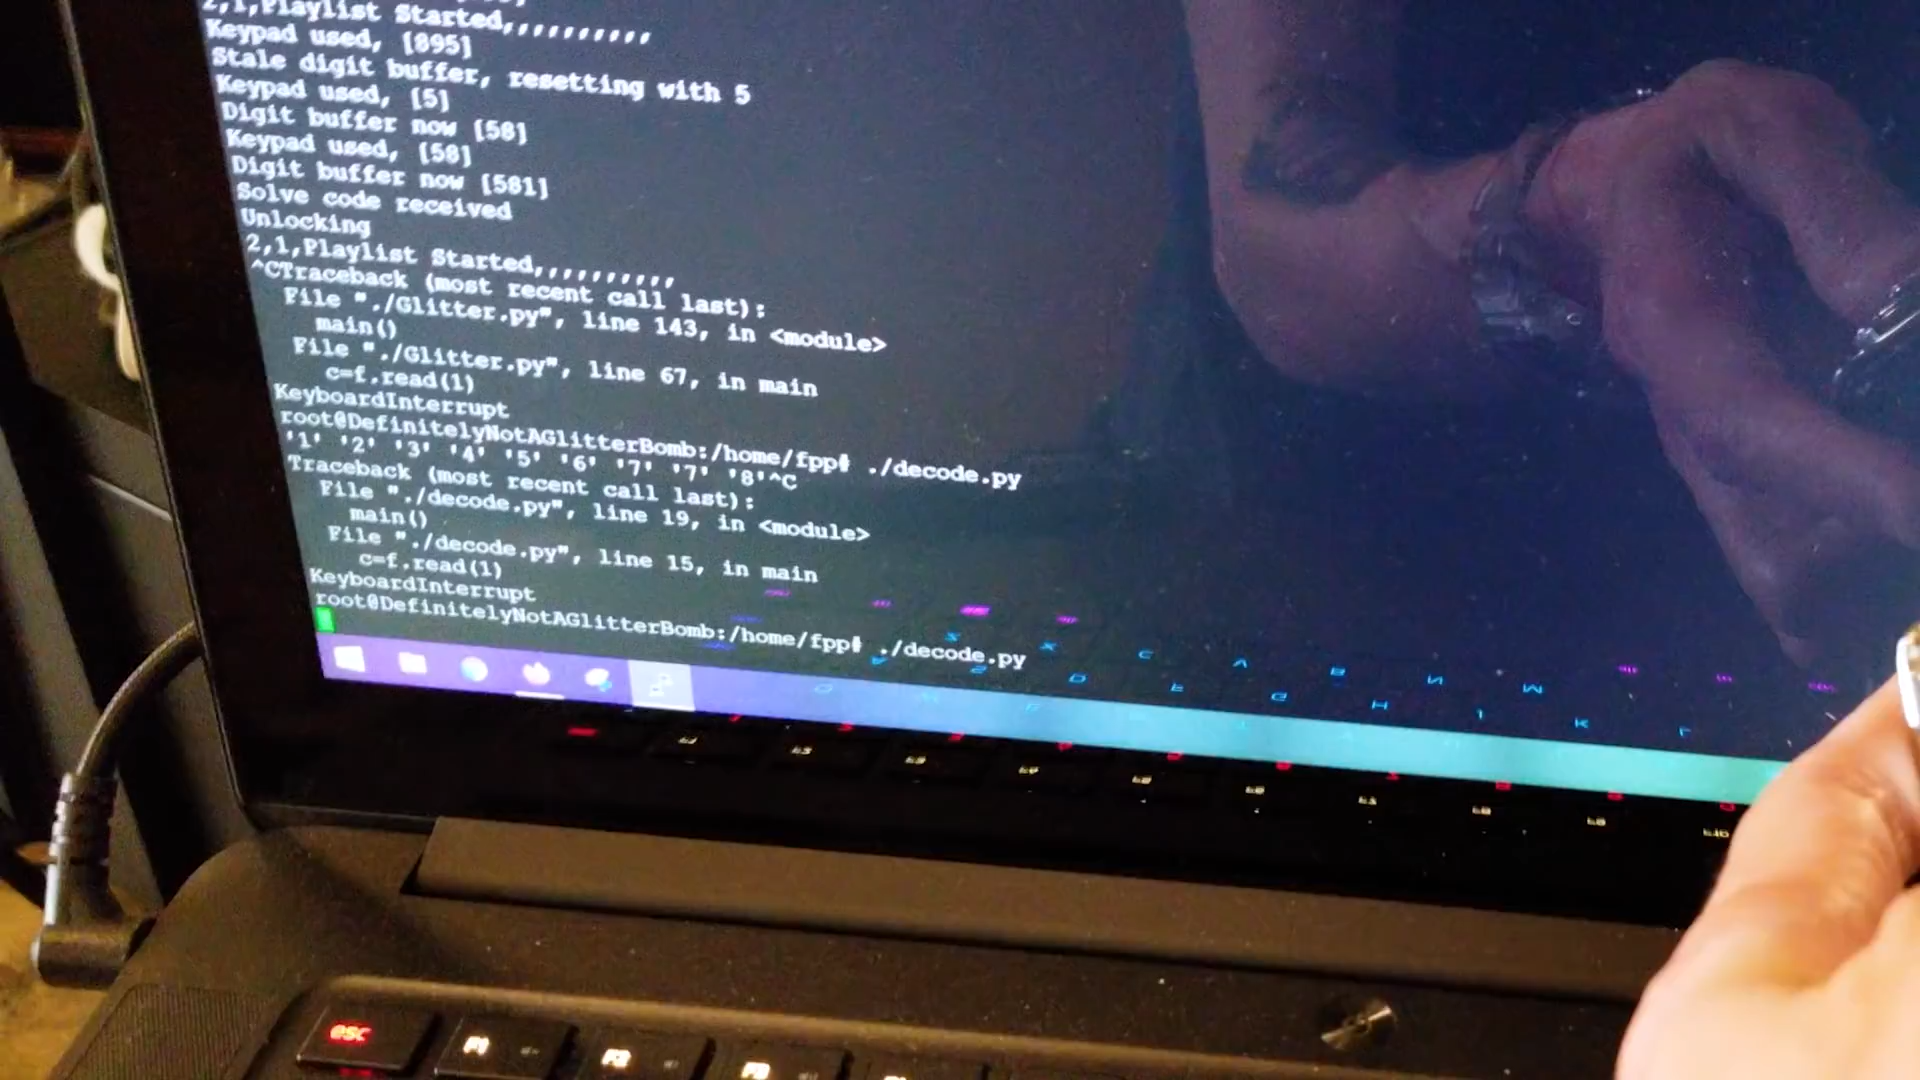 2,1,Playlist Started,,,,,,,,,,
Keypad used, [895]
Stale digit buffer, resetting with 5
Keypad used, [5]
Digit buffer now [58]
Keypad used, [58]
Digit buffer now [581]
Solve code received
Unlocking
2,1,Playlist Started,,,,,,,,,,
^CTraceback (most recent call last):
File "./Glitter.py", line 143, in <module>
main()
File "./Glitter.py", line 67, in main
c=f.read(1)
KeyboardInterrupt
root@DefinitelyNotAGlitterBomb:/home/fpp# ./decode.py
'1' '2' '3' '4' '5' '6' '7' '7' '8'^C
Traceback (most recent call last):
File "./decode.py", line 19, in <module>
main()
File "./decode.py", line 15, in main
c=f.read(1)
KeyboardInterrupt
root@DefinitelyNotAGlitterBomb:/home/fpp# ./decode.py
esc
F1
F2
F3